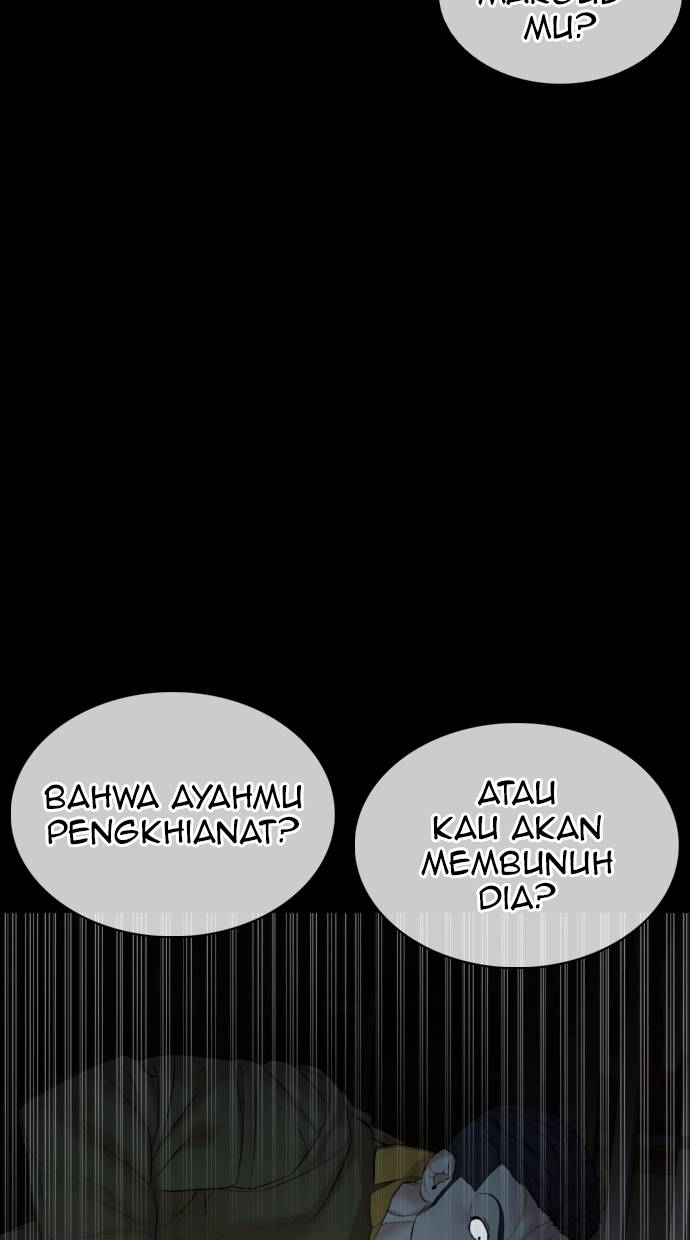 MU?
BAHWA AYAHMU
PENGKHIANAT?
ATAU
KAU AKAN
MEMBUNUH
DIA?